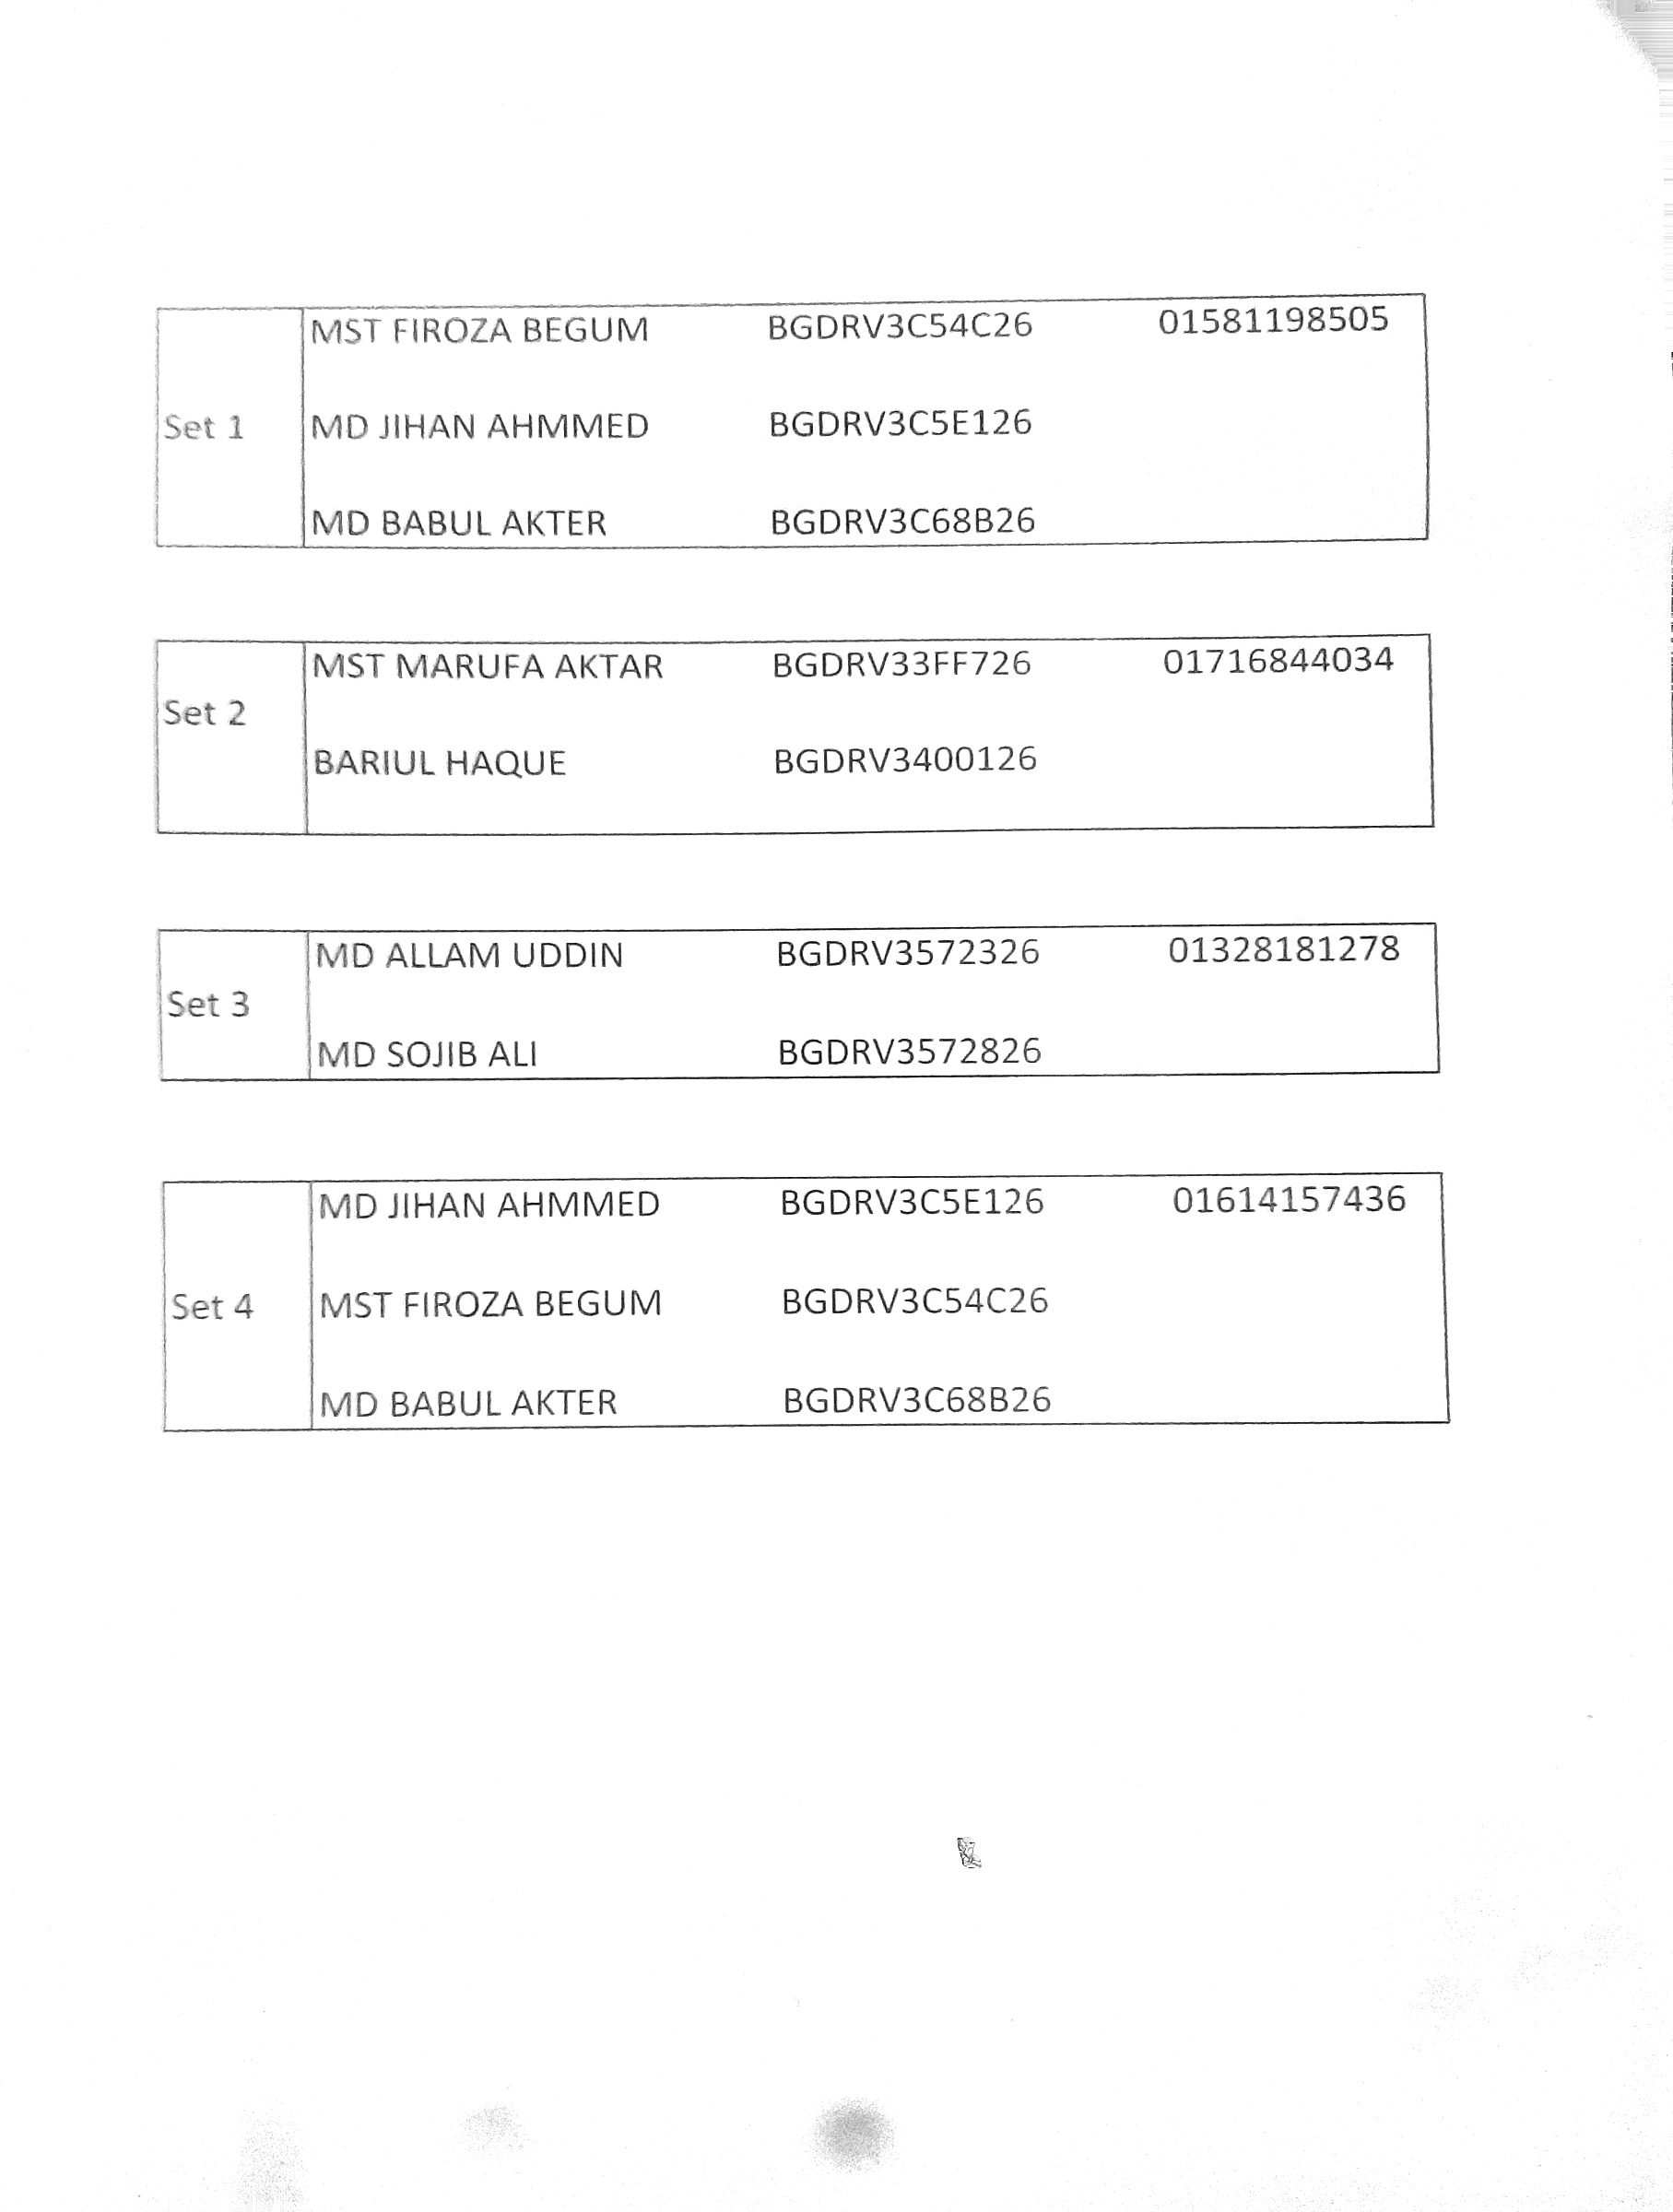 MST FIROZA BEGUM BGDRV3C54C26 01581198505
Set 1 MD JIHAN AHMMED BGDRV3C5E126
MD BABUL AKTER BGDRV3C68B26
MST MARUFA AKTAR BGDRV33FF726 01716844034
Set 2
BARIUL HAQUE BGDRV3400126
MD ALLAM UDDIN BGDRV3572326 01328181278
Set 3
MD SOJIB ALI BGDRV3572826
MD JIHAN AHMMED BGDRV3C5E126 01614157436
Set 4 MST FIROZA BEGUM BGDRV3C54C26
MD BABUL AKTER BGDRV3C68B26